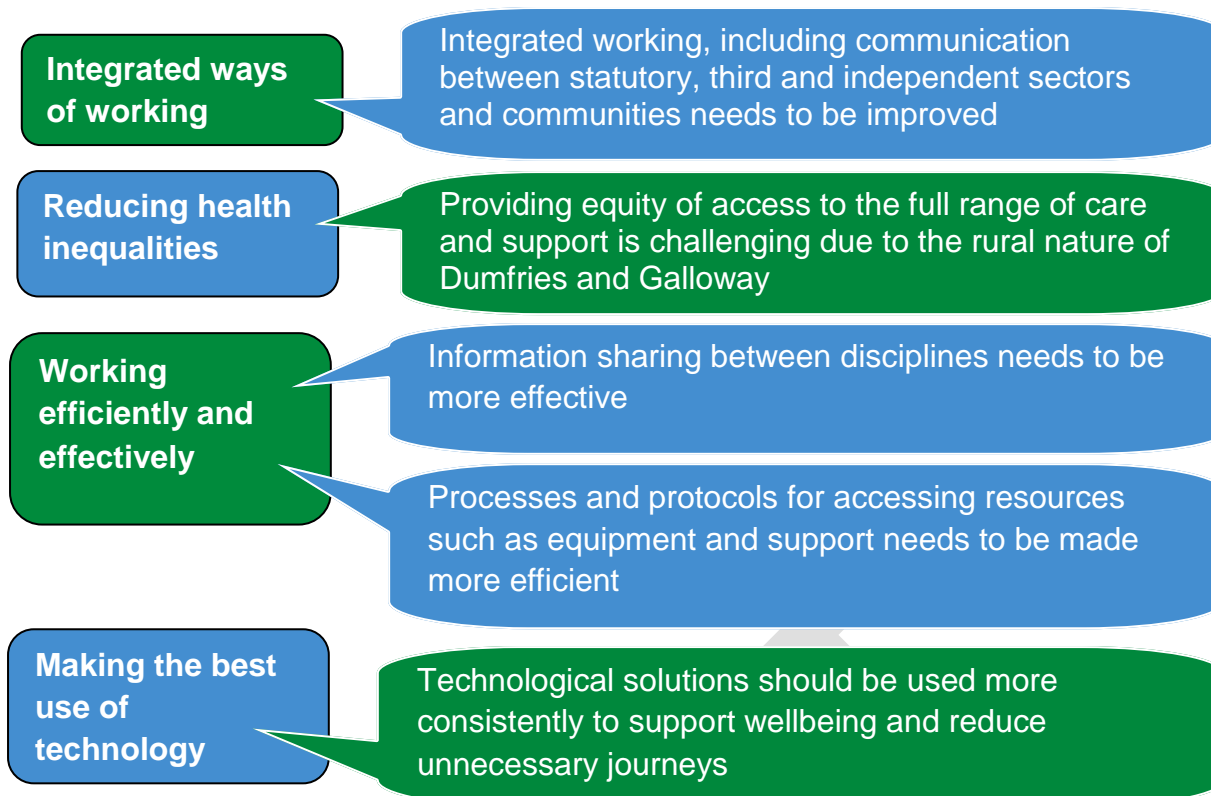 Integrated ways
of working
Integrated working, including communication
between statutory, third and independent sectors
and communities needs to be improved
Reducing health
inequalities
Providing equity of access to the full range of care
and support is challenging due to the rural nature of
Dumfries and Galloway
Working
efficiently and
effectively
Information sharing between disciplines needs to be
more effective
Processes and protocols for accessing resources
such as equipment and support needs to be made
more efficient
Making the best
use of
technology
Technological solutions should be used more
consistently to support wellbeing and reduce
unnecessary journeys